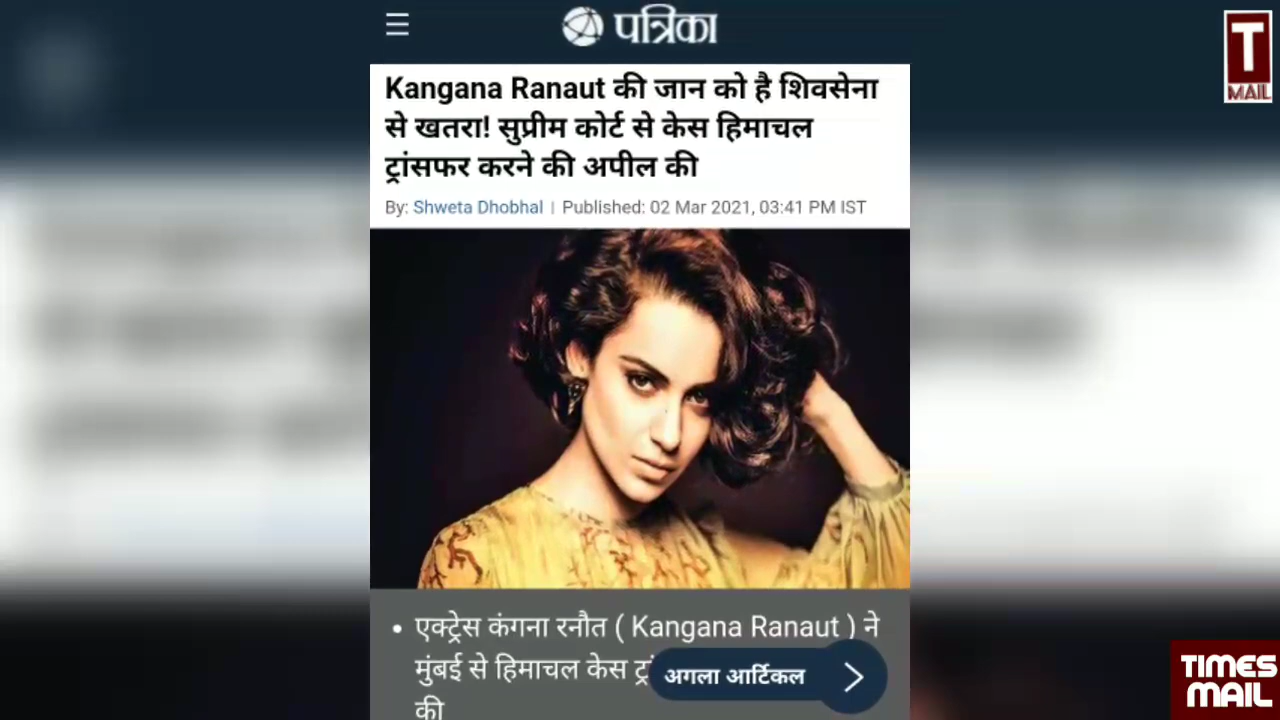 पत्रिका
T
MAIL
Kangana Ranaut की जान को है शिवसेना
से खतरा! सुप्रीम कोर्ट से केस हिमाचल
ट्रांसफर करने की अपील की
By: Shweta Dhobhal | Published: 02 Mar 2021, 03:41 PM IST
• एक्ट्रेस कंगना रनौत ( Kangana Ranaut ) ने
मुंबई से हिमाचल केस
अगला आर्टिकल
की
TIMES
MAIL